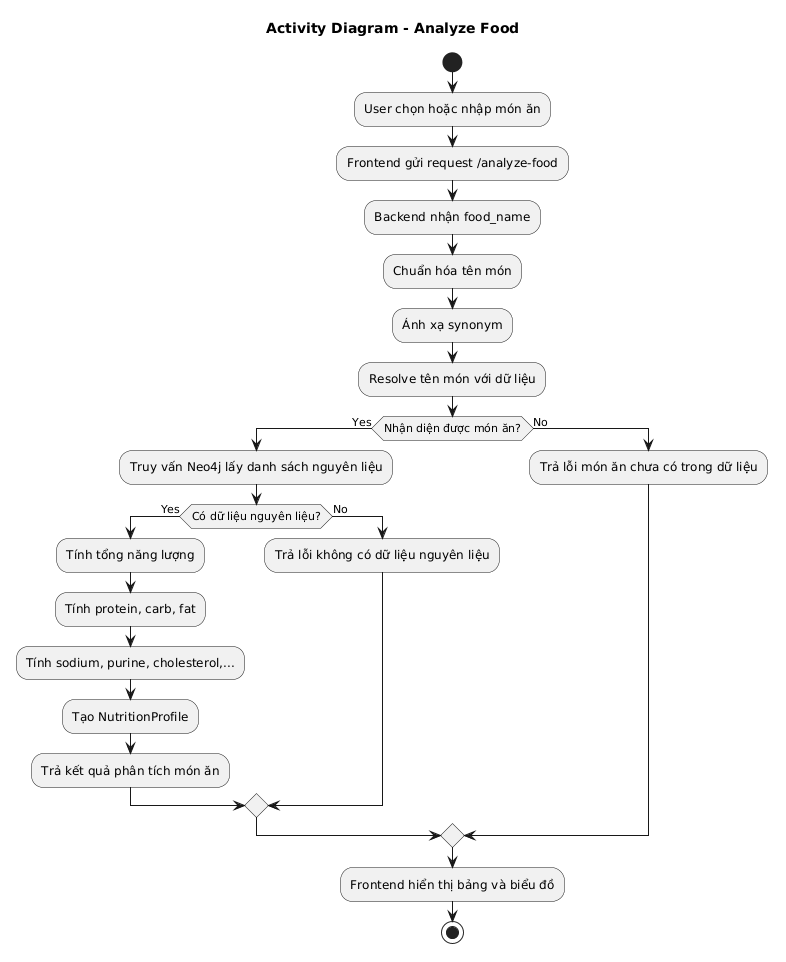 Activity Diagram - Analyze Food
User chọn hoặc nhập món ăn
Frontend gửi request /analyze-food
Backend nhận food_name
Chuẩn hóa tên món
Ánh xạ synonym
Resolve tên món với dữ liệu
Yes
Nhận diện được món ăn?
No
Truy vấn Neo4j lấy danh sách nguyên liệu
Trả lỗi món ăn chưa có trong dữ liệu
Yes
Có dữ liệu nguyên liệu?
No
Tính tổng năng lượng
Trả lỗi không có dữ liệu nguyên liệu
Tính protein, carb, fat
Tính sodium, purine, cholesterol,...
Tạo NutritionProfile
Trả kết quả phân tích món ăn
Frontend hiển thị bảng và biểu đồ